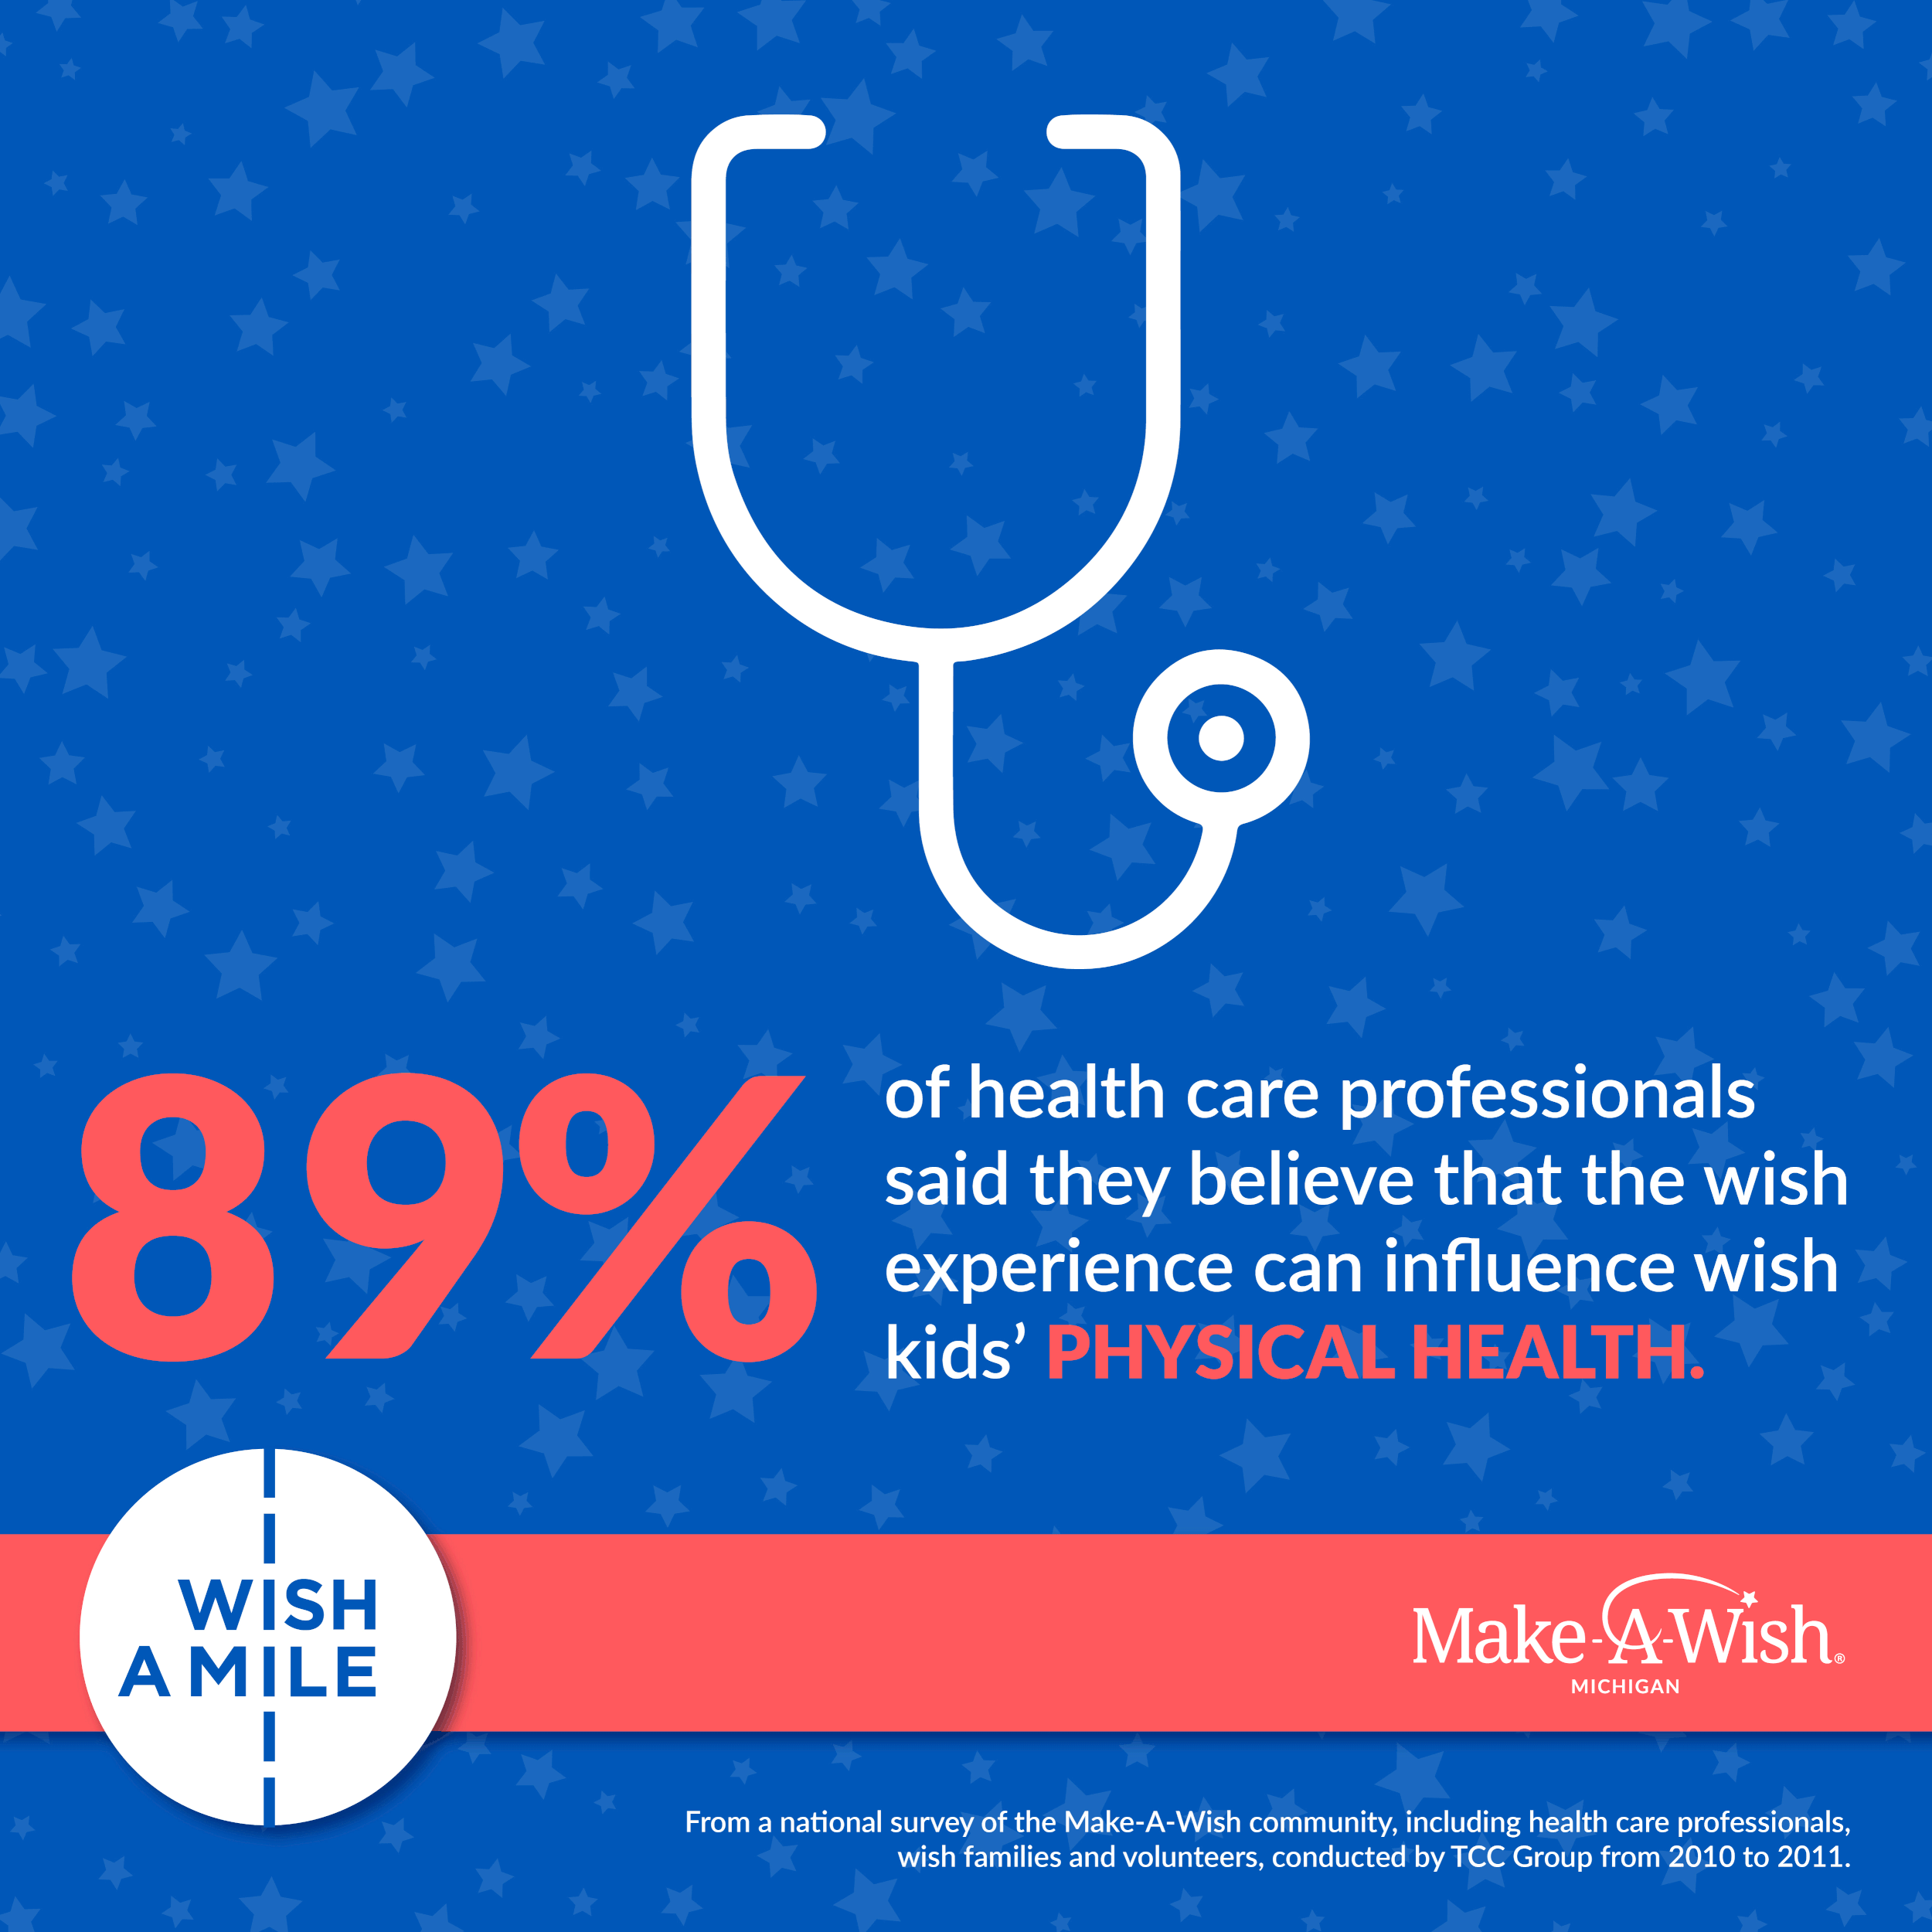 89%
of health care professionals
said they believe that the wish
experience can influence wish
kids’ PHYSICAL HEALTH.
WISH
A MILE
Make-A-Wish®
MICHIGAN
From a national survey of the Make-A-Wish community, including health care professionals,
wish families and volunteers, conducted by TCC Group from 2010 to 2011.